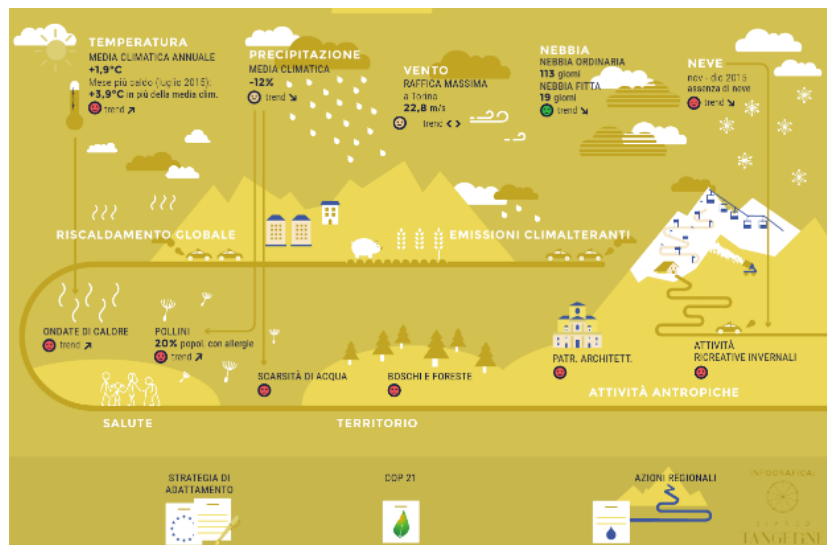 TEMPERATURA
MEDIA CLIMATICA ANNUALE
+1,9°C
Mese più caldo (luglio 2015):
+3,9°C in più della media clim.
trend
PRECIPITAZIONE
MEDIA CLIMATICA
-12%
trend
VENTO
RAFFICA MASSIMA
a Torino
22,8 m/s
trend
NEBBIA
NEBBIA ORDINARIA
113 giorni
NEBBIA FITTA
19 giorni
trend
NEVE
nov - dic 2015
assenza di neve
trend
RISCALDAMENTO GLOBALE
EMISSIONI CLIMALTERANTI
ONDATE DI CALORE
trend
POLLINI
20% popol. con allergie
trend
SCARSITÀ DI ACQUA
BOSCHI E FORESTE
PATR. ARCHITETT.
ATTIVITÀ
RICREATIVE INVERNALI
ATTIVITÀ ANTROPICHE
SALUTE
TERRITORIO
STRATEGIA DI
ADATTAMENTO
COP 21
AZIONI REGIONALI
INFOGRAFICA:
STUDIO
TANGERINE